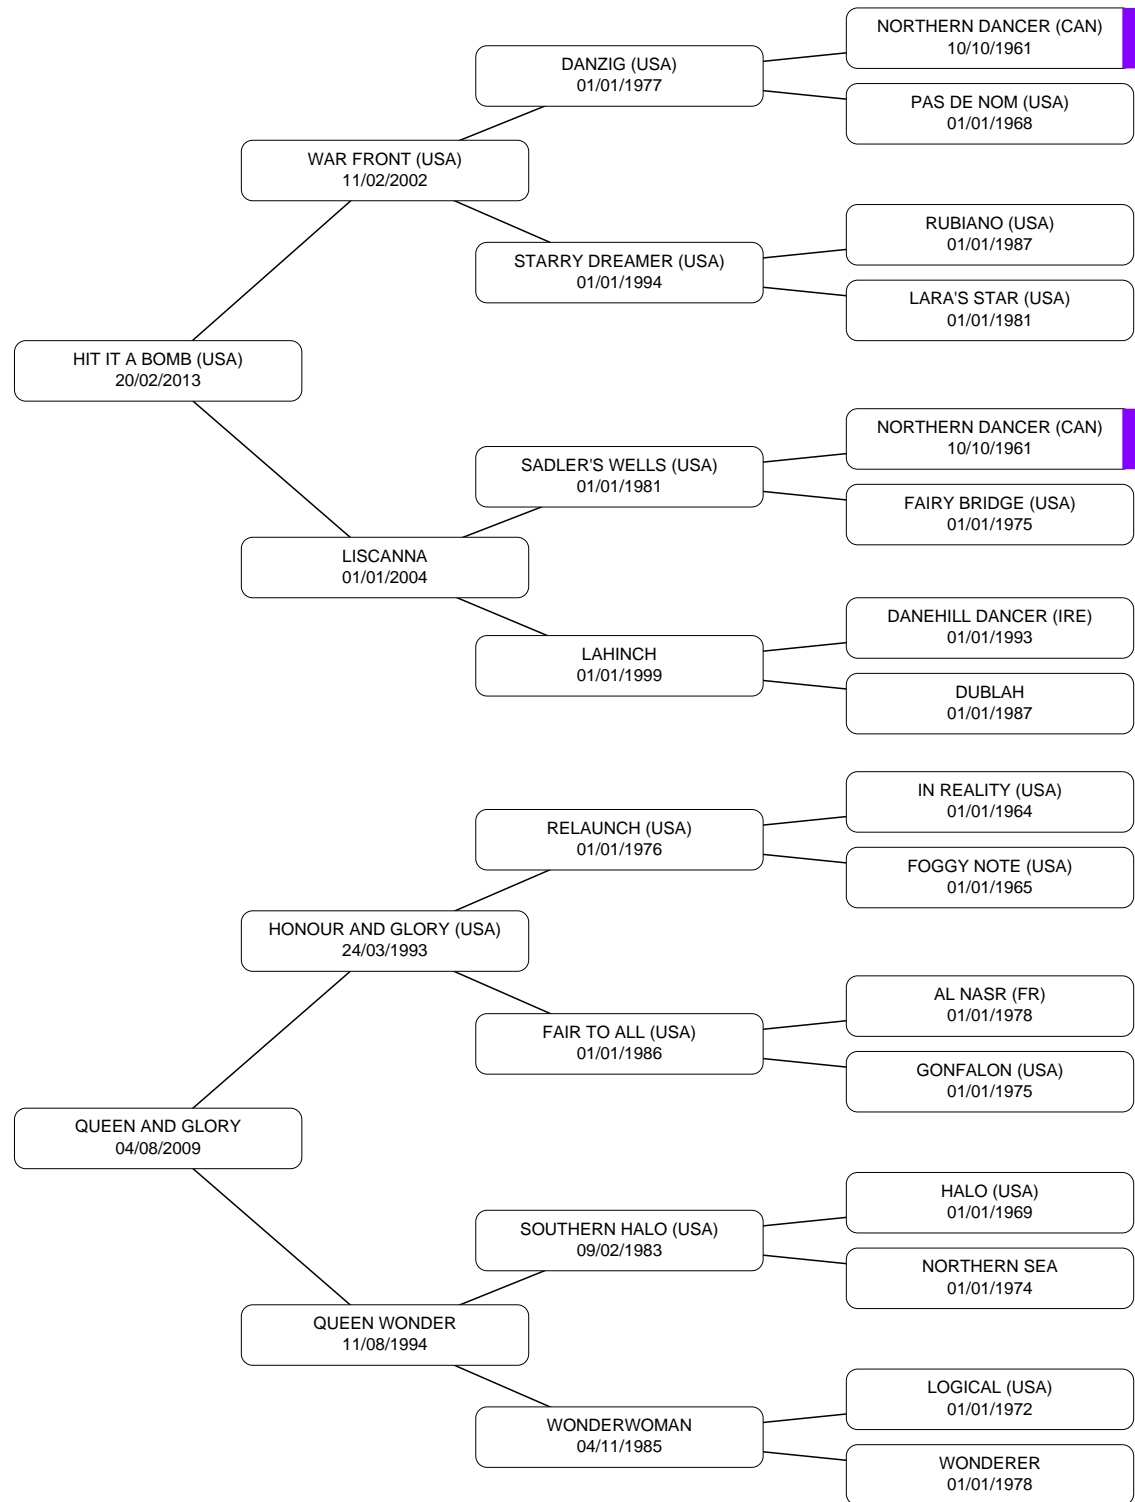 NORTHERN DANCER (CAN)
10/10/1961
DANZIG (USA)
01/01/1977
PAS DE NOM (USA)
01/01/1968
WAR FRONT (USA)
11/02/2002
RUBIANO (USA)
01/01/1987
STARRY DREAMER (USA)
01/01/1994
LARA'S STAR (USA)
01/01/1981
HIT IT A BOMB (USA)
20/02/2013
NORTHERN DANCER (CAN)
10/10/1961
SADLER'S WELLS (USA)
01/01/1981
FAIRY BRIDGE (USA)
01/01/1975
LISCANNA
01/01/2004
DANEHILL DANCER (IRE)
01/01/1993
LAHINCH
01/01/1999
DUBLAH
01/01/1987
IN REALITY (USA)
01/01/1964
RELAUNCH (USA)
01/01/1976
FOGGY NOTE (USA)
01/01/1965
HONOUR AND GLORY (USA)
24/03/1993
AL NASR (FR)
01/01/1978
FAIR TO ALL (USA)
01/01/1986
GONFALON (USA)
01/01/1975
QUEEN AND GLORY
04/08/2009
HALO (USA)
01/01/1969
SOUTHERN HALO (USA)
09/02/1983
NORTHERN SEA
01/01/1974
QUEEN WONDER
11/08/1994
LOGICAL (USA)
01/01/1972
WONDERWOMAN
04/11/1985
WONDERER
01/01/1978